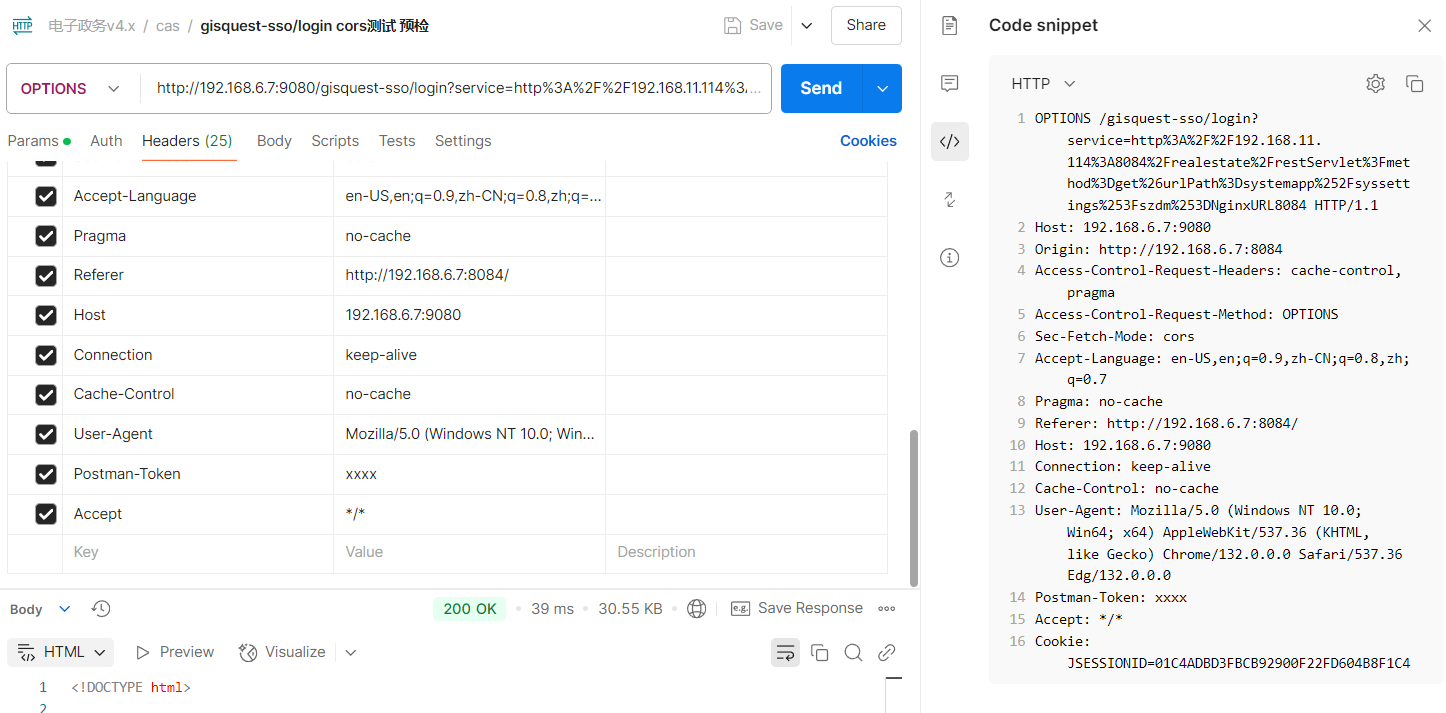 HTTP 电子政务v4.x / cas / gisquest-sso/login cors测试 预检 Save Share
OPTIONS http://192.168.6.7:9080/gisquest-sso/login?service=http%3A%2F%2F192.168.11.114%3... Send
Params Auth Headers (25) Body Scripts Tests Settings Cookies
Accept-Language en-US,en;q=0.9,zh-CN;q=0.8,zh;q=...
Pragma no-cache
Referer http://192.168.6.7:8084/
Host 192.168.6.7:9080
Connection keep-alive
Cache-Control no-cache
User-Agent Mozilla/5.0 (Windows NT 10.0; Win...
Postman-Token xxxx
Accept */*
Key Value Description
Body 200 OK 39 ms 30.55 KB e.g. Save Response
HTML Preview Visualize
1 <!DOCTYPE html>
2
Code snippet
HTTP
1 OPTIONS /gisquest-sso/login?
service=http%3A%2F%2F192.168.11.
114%3A8084%2Frealestate%2FrestServlet%3Fmet
hod%3Dget%26urlPath%3Dsystemapp%252Fsyssett
ings%253Fszdm%253DNginxURL8084 HTTP/1.1
2 Host: 192.168.6.7:9080
3 Origin: http://192.168.6.7:8084
4 Access-Control-Request-Headers: cache-control,
pragma
5 Access-Control-Request-Method: OPTIONS
6 Sec-Fetch-Mode: cors
7 Accept-Language: en-US,en;q=0.9,zh-CN;q=0.8,zh;
q=0.7
8 Pragma: no-cache
9 Referer: http://192.168.6.7:8084/
10 Host: 192.168.6.7:9080
11 Connection: keep-alive
12 Cache-Control: no-cache
13 User-Agent: Mozilla/5.0 (Windows NT 10.0;
Win64; x64) AppleWebKit/537.36 (KHTML,
like Gecko) Chrome/132.0.0.0 Safari/537.36
Edg/132.0.0.0
14 Postman-Token: xxxx
15 Accept: */*
16 Cookie:
JSESSIONID=01C4ADBD3FBCB92900F22FD604B8F1C4